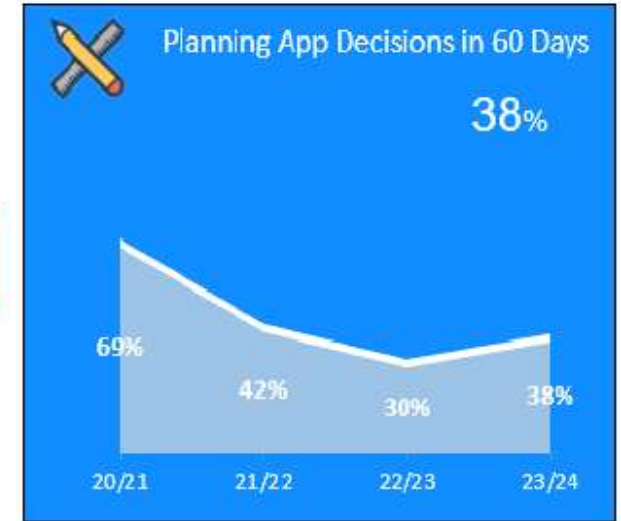 Planning App Decisions in 60 Days
38%
69%
42%
30%
38%
20/21 21/22 22/23 23/24